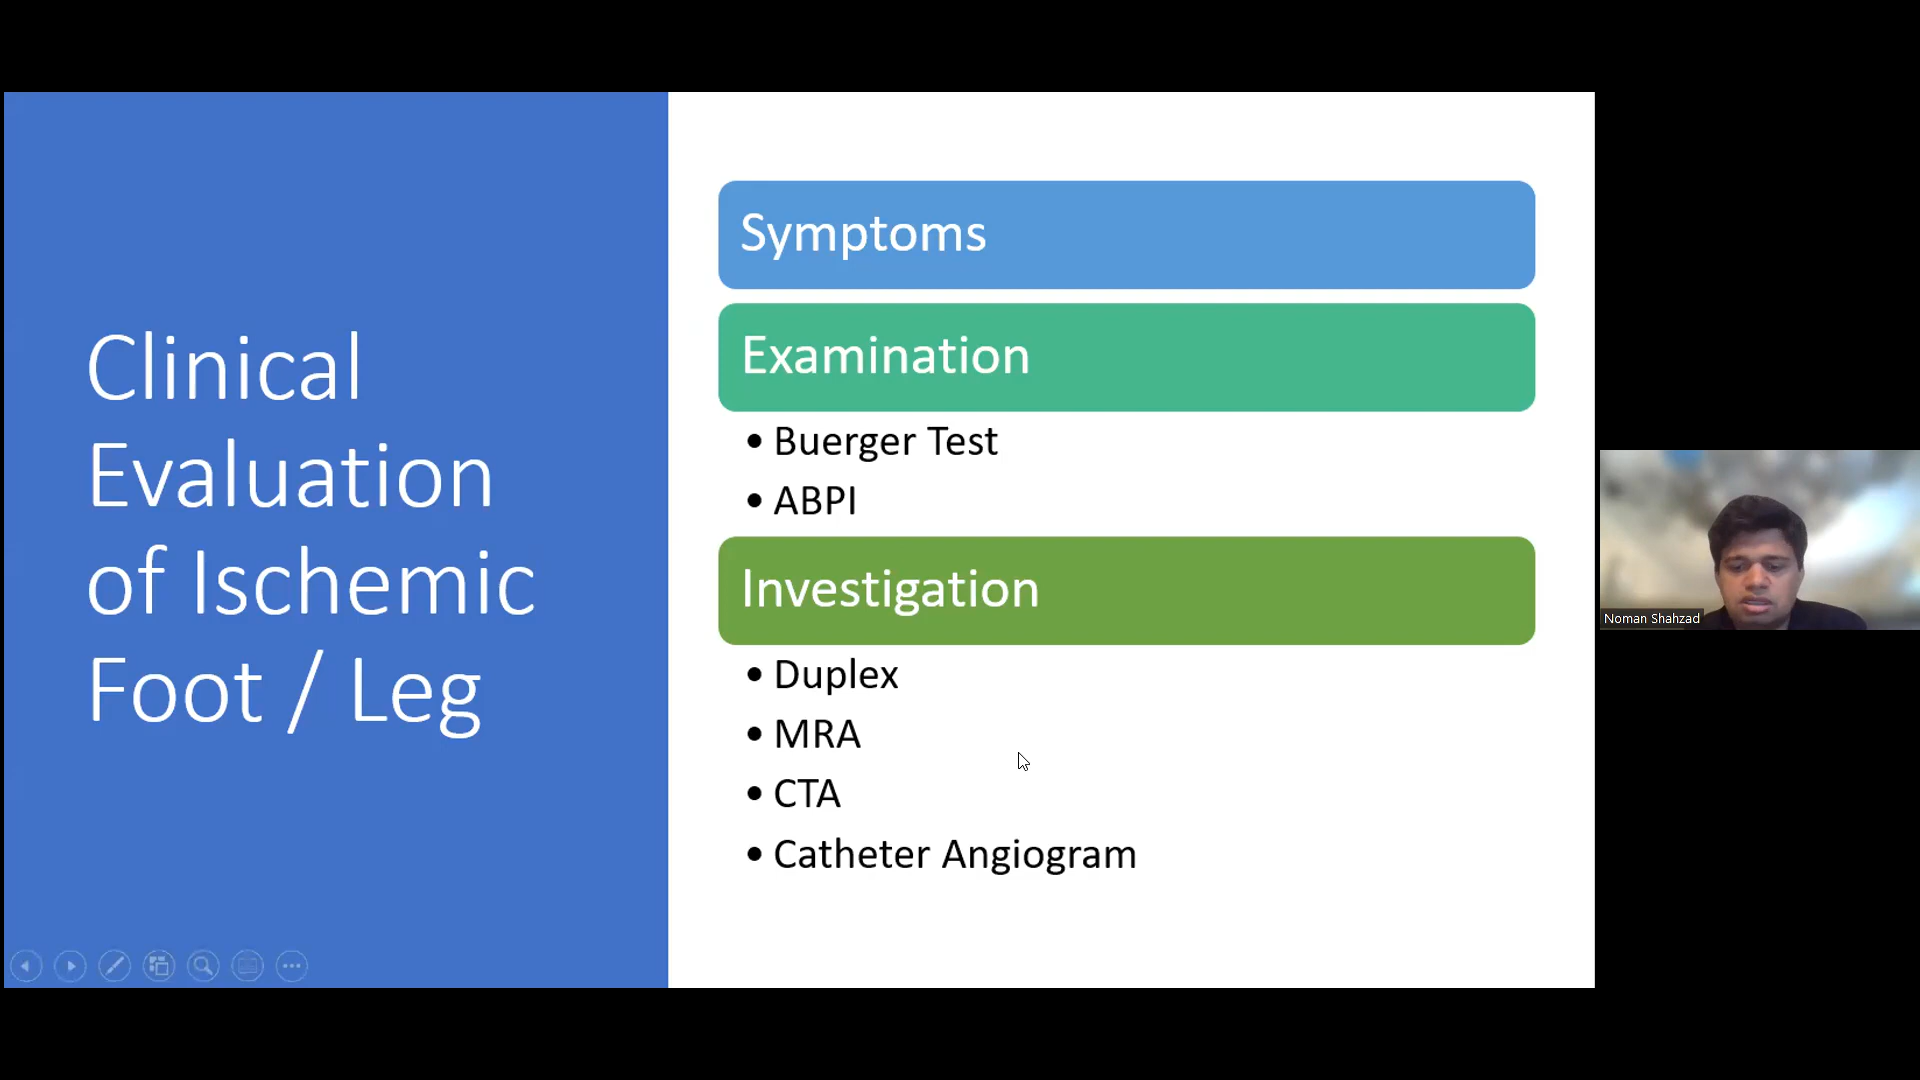 Clinical
Evaluation
of Ischemic
Foot / Leg
Symptoms
Examination
• Buerger Test
• ABPI
Investigation
• Duplex
• MRA
• CTA
• Catheter Angiogram
Noman Shahzad